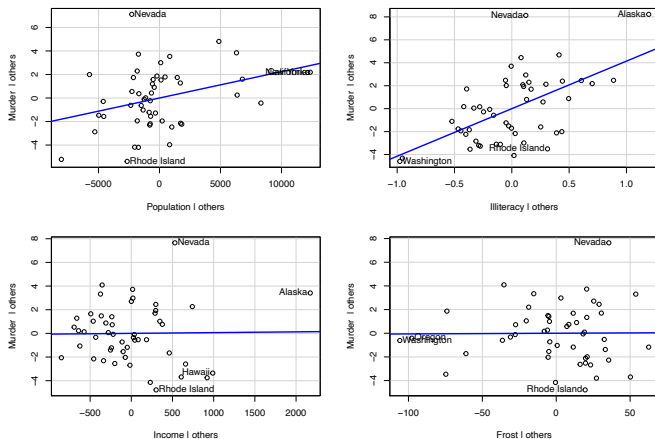 Nevada
New York
California
Rhode Island
Murder | others
6
4
2
0
−2
−4
−5000
0
5000
10000
Population | others
Nevada
Alaska
Rhode Island
Washington
Murder | others
8
6
4
2
0
−2
−4
−1.0
−0.5
0.0
0.5
1.0
Illiteracy | others
Nevada
Alaska
Hawaii
Rhode Island
Murder | others
8
6
4
2
0
−2
−4
−500
0
500
1000
1500
2000
Income | others
Nevada
Oregon
Washington
Rhode Island
Murder | others
8
6
4
2
0
−2
−4
−100
−50
0
50
Frost | others